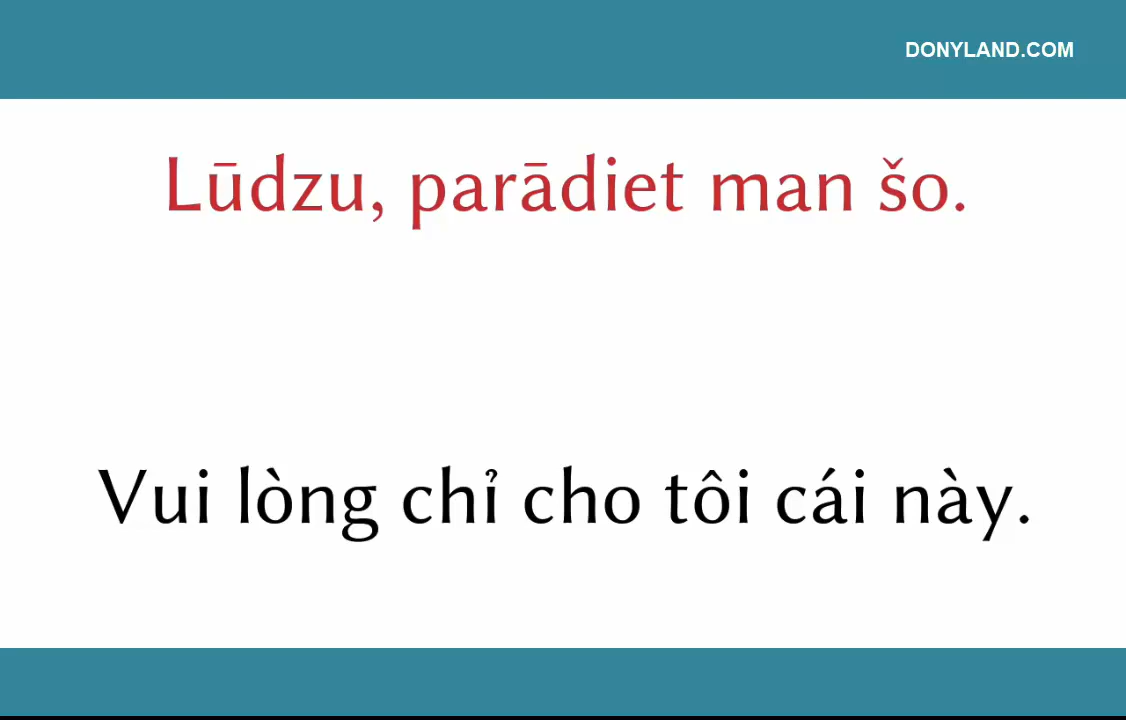 DONYLAND.COM
Lūdzu, parādiet man šo.
Vui lòng chỉ cho tôi cái này.